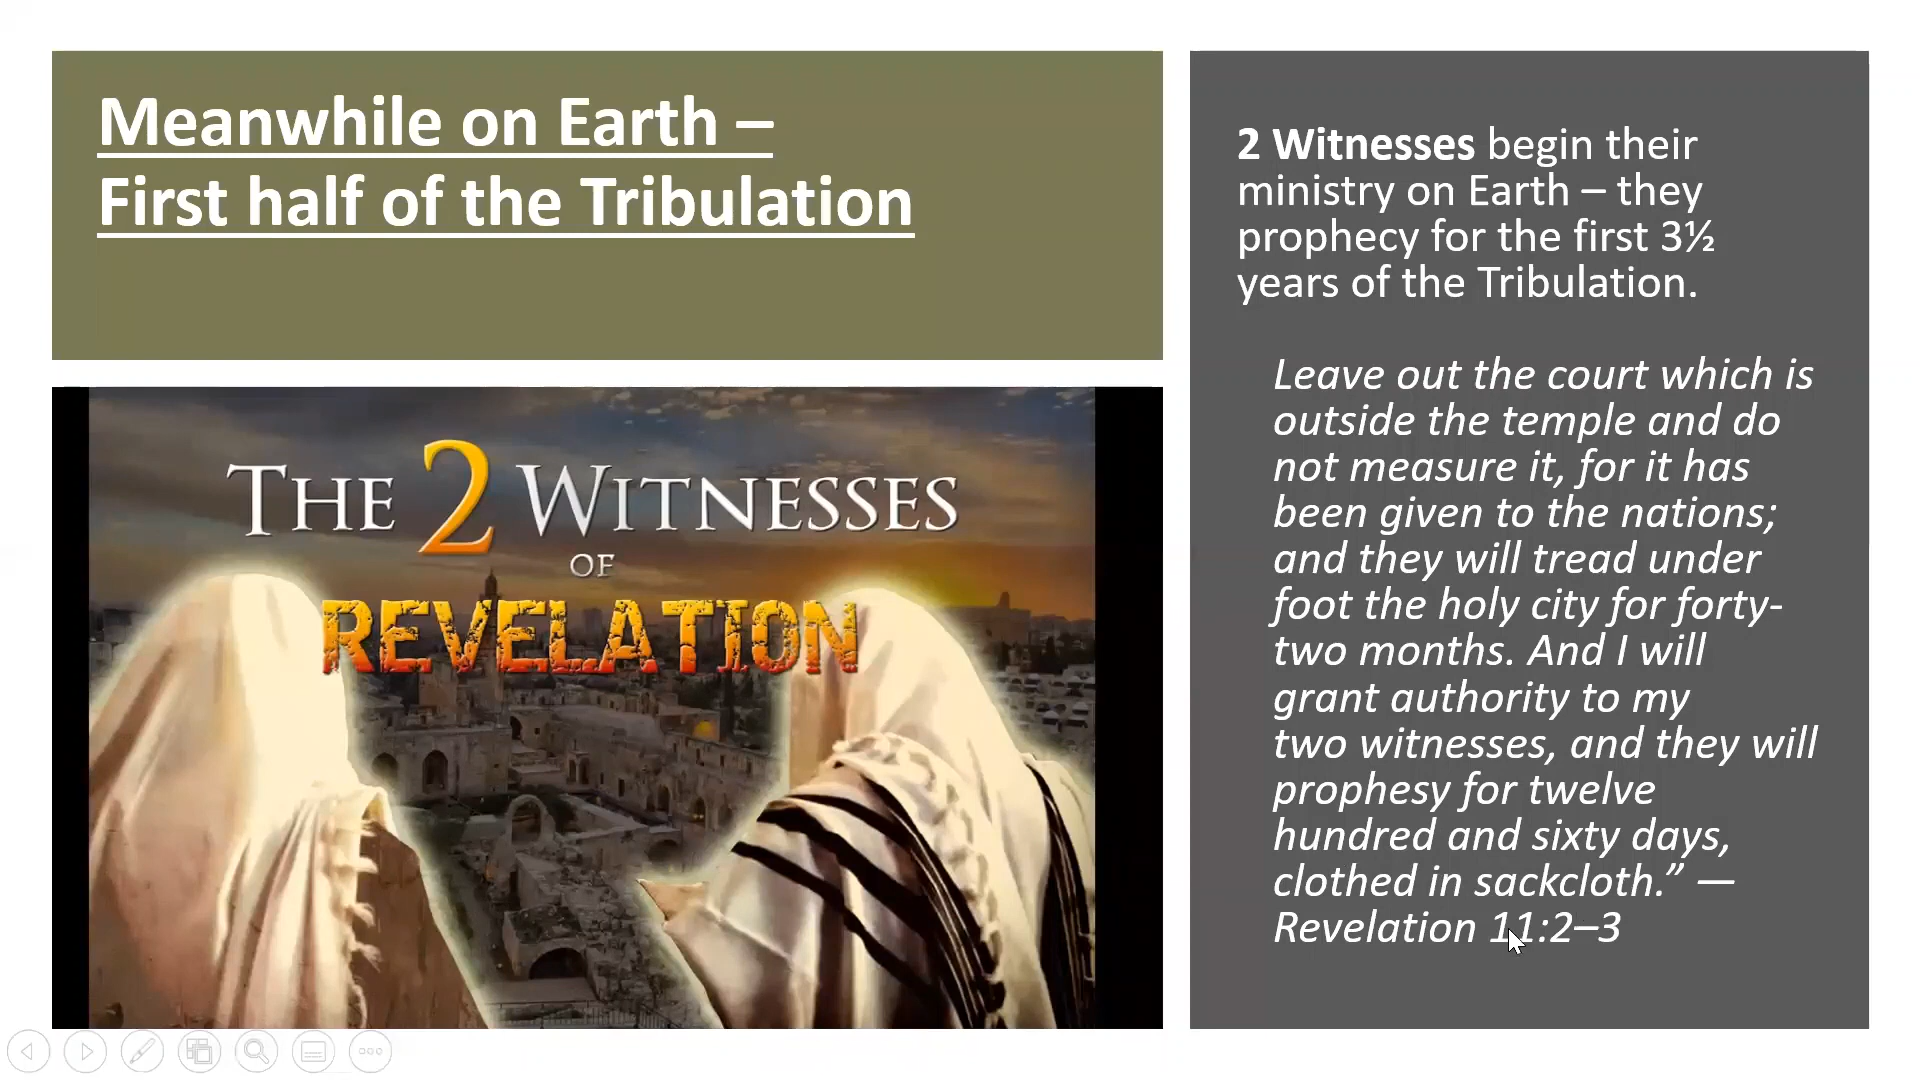 Meanwhile on Earth –
First half of the Tribulation
THE 2 WITNESSES
OF
REVELATION
2 Witnesses begin their
ministry on Earth – they
prophecy for the first 3½
years of the Tribulation.
Leave out the court which is
outside the temple and do
not measure it, for it has
been given to the nations;
and they will tread under
foot the holy city for forty-
two months. And I will
grant authority to my
two witnesses, and they will
prophesy for twelve
hundred and sixty days,
clothed in sackcloth.” —
Revelation 11:2–3